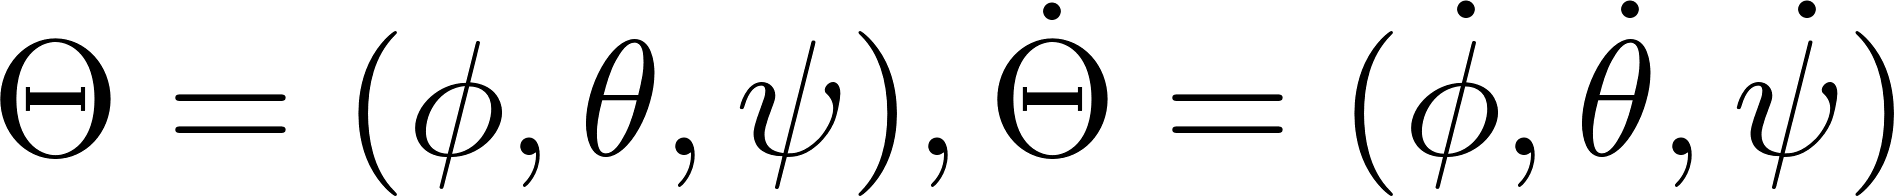 Θ = (ϕ, θ, ψ), Θ̇ = (ϕ̇, θ̇, ψ̇)